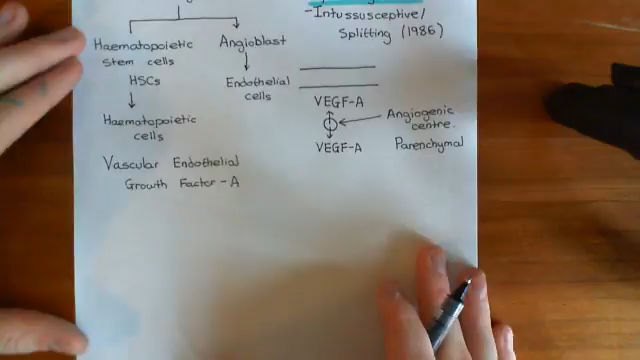 Haematopoietic
Stem cells
HSCs
Haematopoietic
cells
Angioblast
Endothelial
cells
Vascular Endothelial
Growth Factor-A
-Intussusceptive/
Splitting (1986)
VEGF-A
Angiogenic
centre.
VEGF-A
Parenchymal